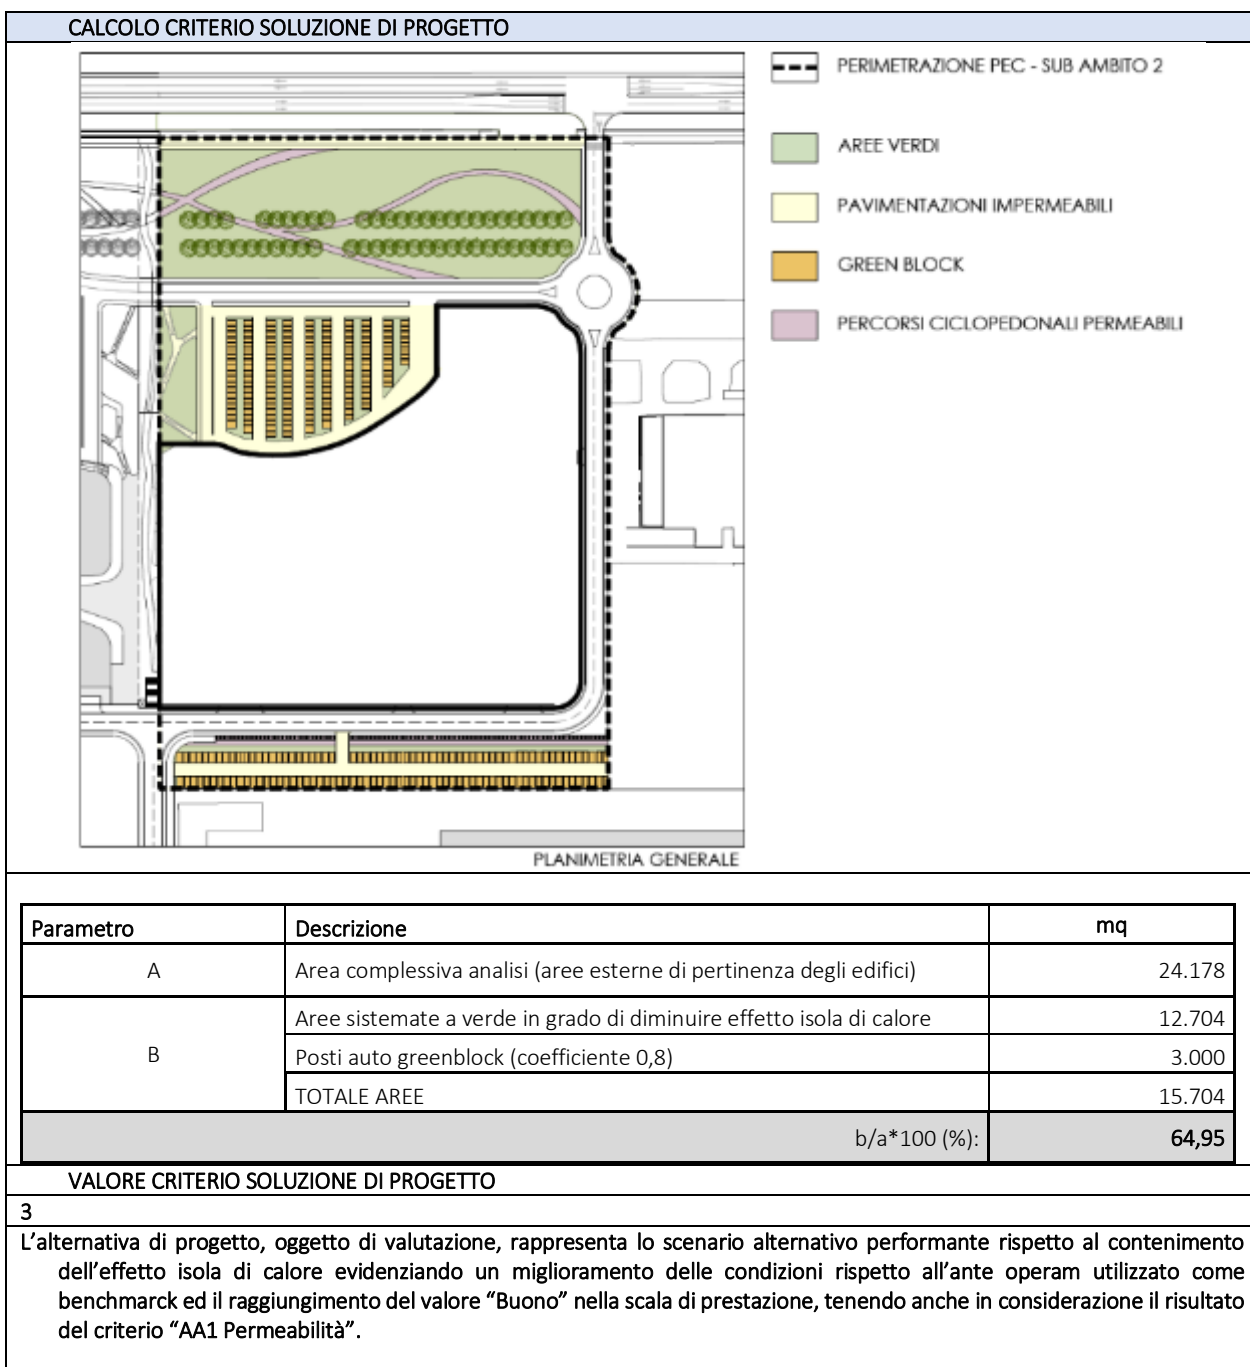 CALCOLO CRITERIO SOLUZIONE DI PROGETTO
PERIMETRAZIONE PEC - SUB AMBITO 2
AREE VERDI
PAVIMENTAZIONI IMPERMEABILI
GREEN BLOCK
PERCORSI CICLOPEDONALI PERMEABILI
PLANIMETRIA GENERALE
Parametro Descrizione mq
A Area complessiva analisi (aree esterne di pertinenza degli edifici) 24.178
B Aree sistemate a verde in grado di diminuire effetto isola di calore 12.704
Posti auto greenblock (coefficiente 0,8) 3.000
TOTALE AREE 15.704
b/a*100 (%): 64,95
VALORE CRITERIO SOLUZIONE DI PROGETTO
3
L’alternativa di progetto, oggetto di valutazione, rappresenta lo scenario alternativo performante rispetto al contenimento
dell’effetto isola di calore evidenziando un miglioramento delle condizioni rispetto all’ante operam utilizzato come
benchmarck ed il raggiungimento del valore “Buono” nella scala di prestazione, tenendo anche in considerazione il risultato
del criterio “AA1 Permeabilità”.